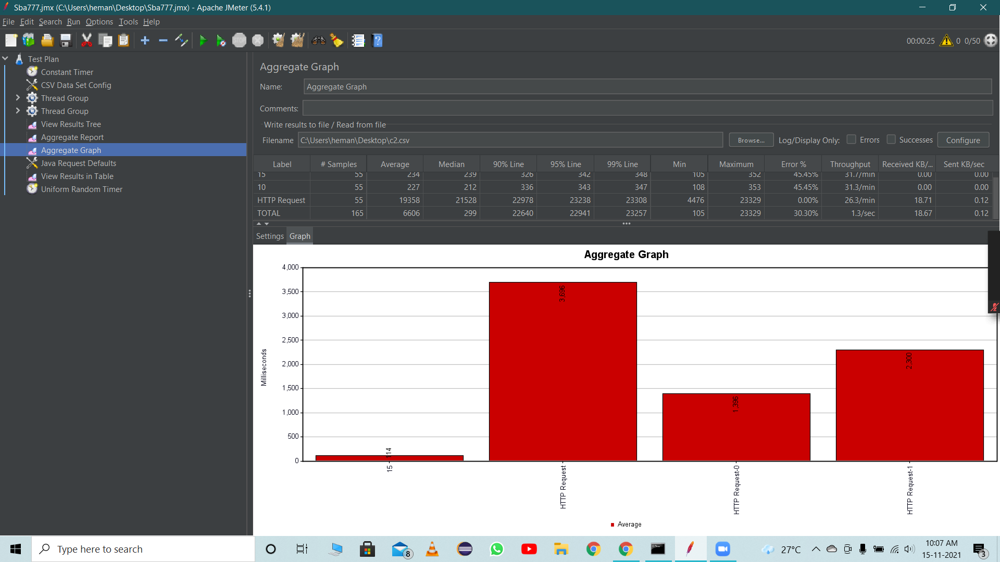 Sba777.jmx (C:\Users\heman\Desktop\Sba777.jmx) - Apache JMeter (5.4.1)
File Edit Search Run Options Tools Help
STOP
00:00:25 0 0/50
Test Plan
Constant Timer
CSV Data Set Config
Thread Group
Thread Group
View Results Tree
Aggregate Report
Aggregate Graph
Java Request Defaults
View Results in Table
Uniform Random Timer
Aggregate Graph
Name: Aggregate Graph
Comments:
Write results to file / Read from file
Filename C:\Users\heman\Desktop\c2.csv Browse... Log/Display Only: Errors Successes Configure
Label # Samples Average Median 90% Line 95% Line 99% Line Min Maximum Error % Throughput Received KB/... Sent KB/sec
15 55 234 239 326 342 348 105 352 45.45% 31.7/min 0.00 0.00
10 55 227 212 336 343 347 108 353 45.45% 31.3/min 0.00 0.00
HTTP Request 55 19358 21528 22978 23238 23308 4476 23329 0.00% 26.3/min 18.71 0.12
TOTAL 165 6606 299 22640 22941 23257 105 23329 30.30% 1.3/sec 18.67 0.12
Settings Graph
Aggregate Graph
Milliseconds
4,000
3,500
3,000
2,500
2,000
1,500
1,000
500
0
114
3,696
1,396
2,300
15
HTTP Request
HTTP Request-0
HTTP Request-1
Average
Type here to search
8
27°C
10:07 AM
15-11-2021
3